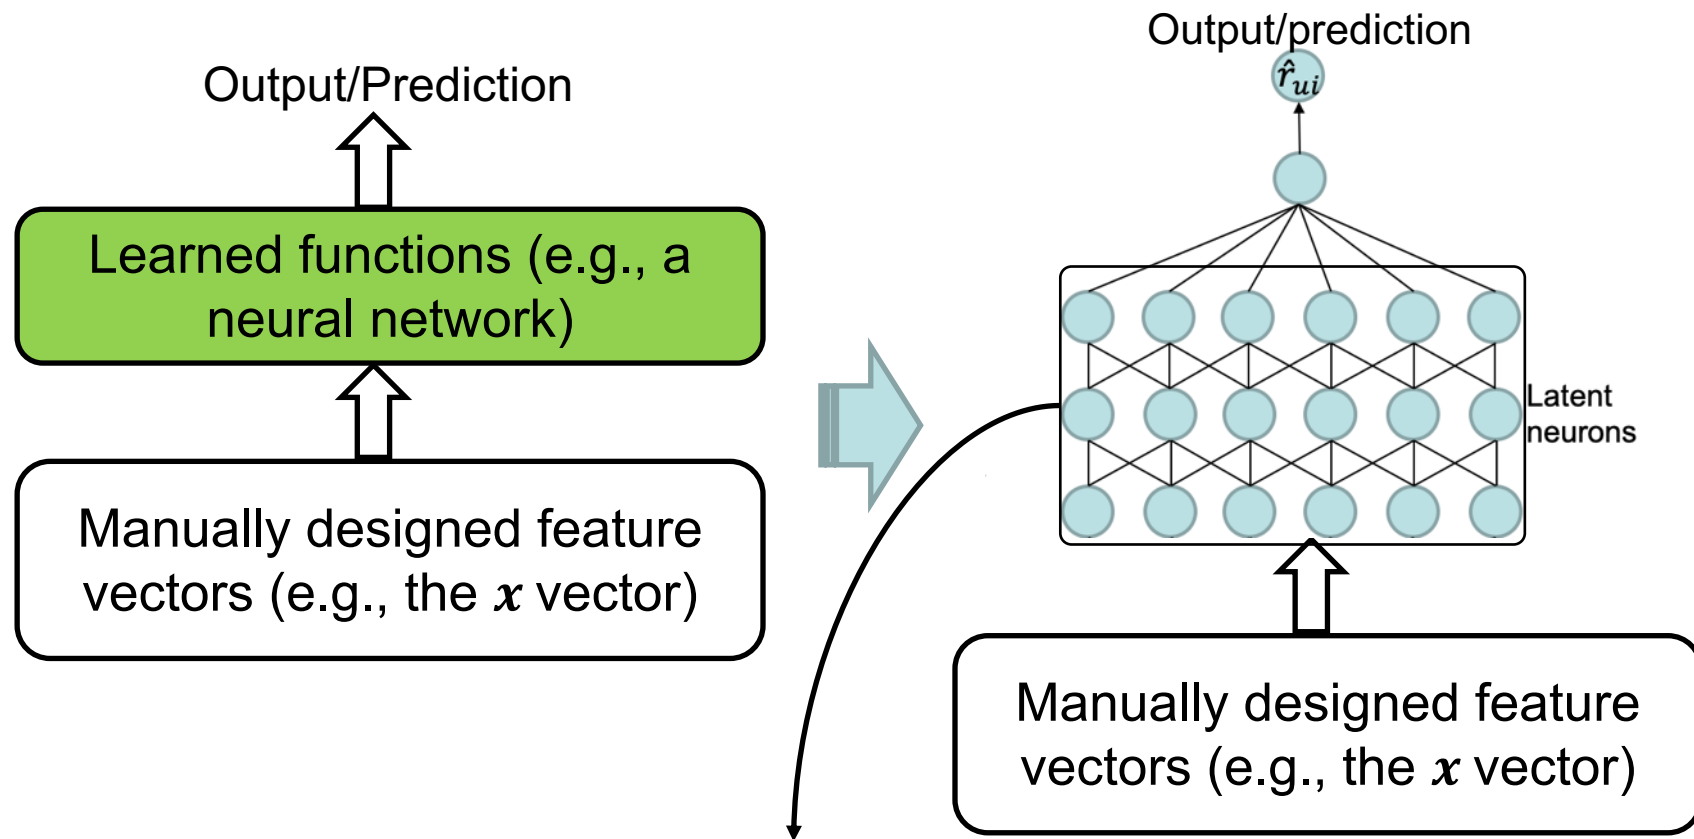 Output/Prediction
Learned functions (e.g., a
neural network)
Manually designed feature
vectors (e.g., the x vector)
Output/prediction
r̂ui
Latent
neurons
Manually designed feature
vectors (e.g., the x vector)